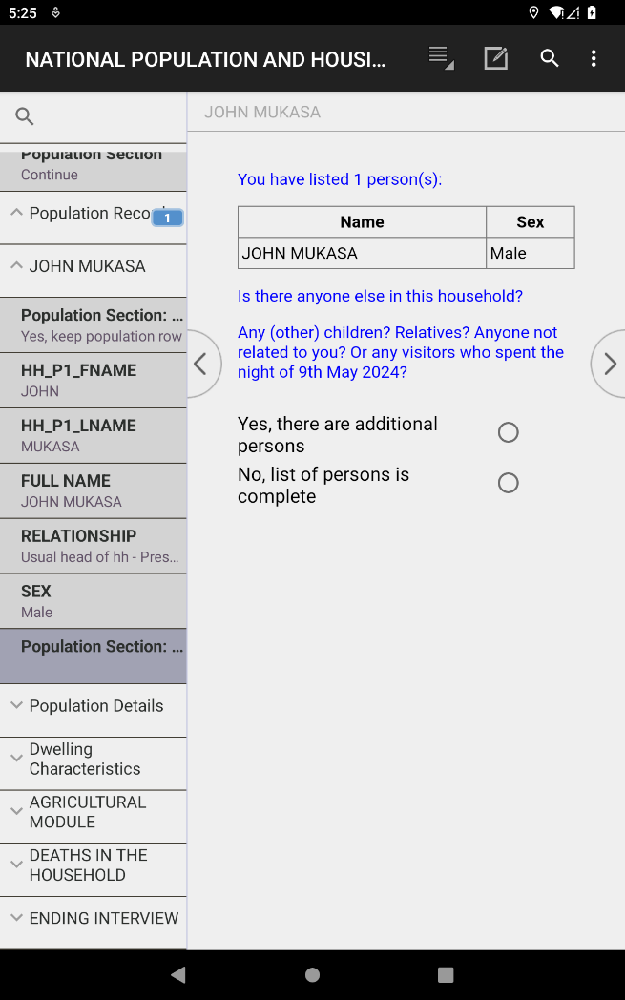 5:25
NATIONAL POPULATION AND HOUSI...
Population Section
Continue
Population Reco
1
JOHN MUKASA
Population Section: ...
Yes, keep population row
HH_P1_FNAME
JOHN
HH_P1_LNAME
MUKASA
FULL NAME
JOHN MUKASA
RELATIONSHIP
Usual head of hh - Pres...
SEX
Male
Population Section: ...
Population Details
Dwelling
Characteristics
AGRICULTURAL
MODULE
DEATHS IN THE
HOUSEHOLD
ENDING INTERVIEW
JOHN MUKASA
You have listed 1 person(s):
Name Sex
JOHN MUKASA Male
Is there anyone else in this household?
Any (other) children? Relatives? Anyone not
related to you? Or any visitors who spent the
night of 9th May 2024?
Yes, there are additional
persons
No, list of persons is
complete